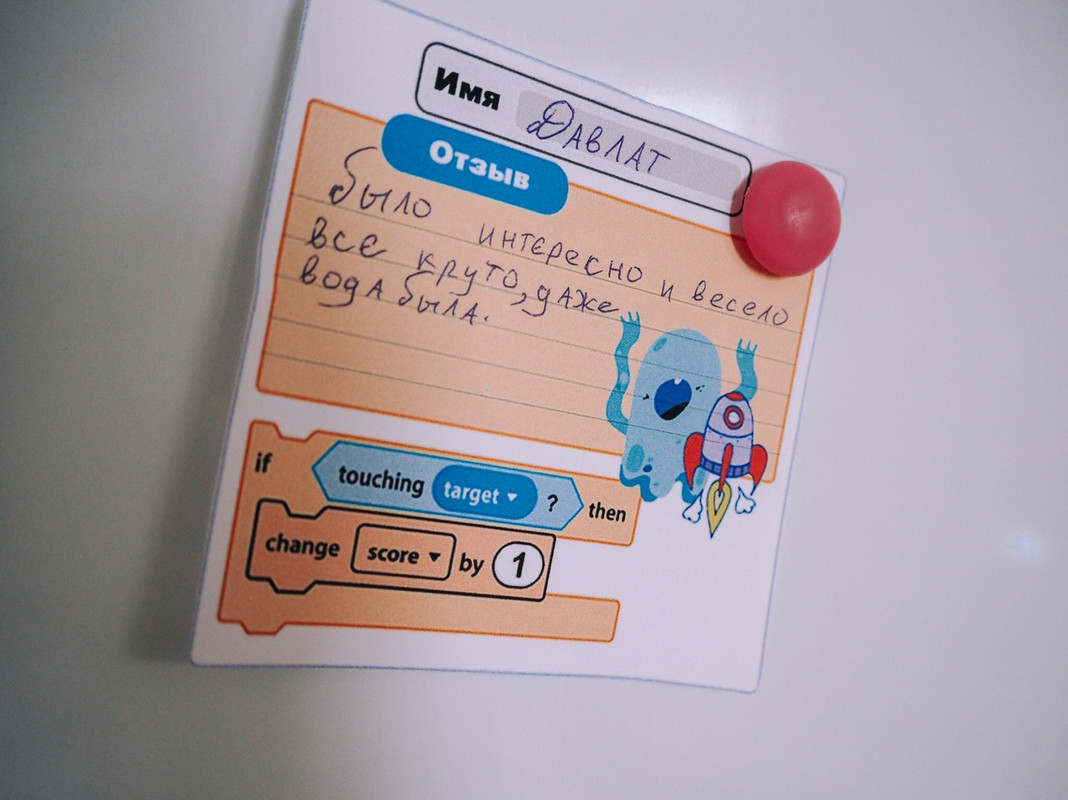 Имя ДАВЛАТ
Отзыв
Было интересно и весело
все круто, даже
вода была.
if touching target ? then
change score by 1